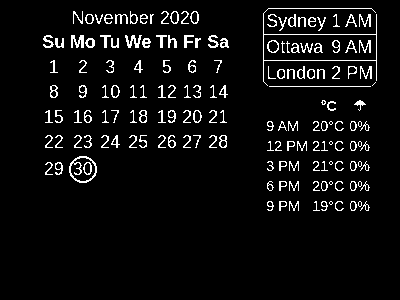 November 2020
Su Mo Tu We Th Fr Sa
1 2 3 4 5 6 7
8 9 10 11 12 13 14
15 16 17 18 19 20 21
22 23 24 25 26 27 28
29 30
Sydney 1 AM
Ottawa 9 AM
London 2 PM
°C ☂
9 AM 20°C 0%
12 PM 21°C 0%
3 PM 21°C 0%
6 PM 20°C 0%
9 PM 19°C 0%